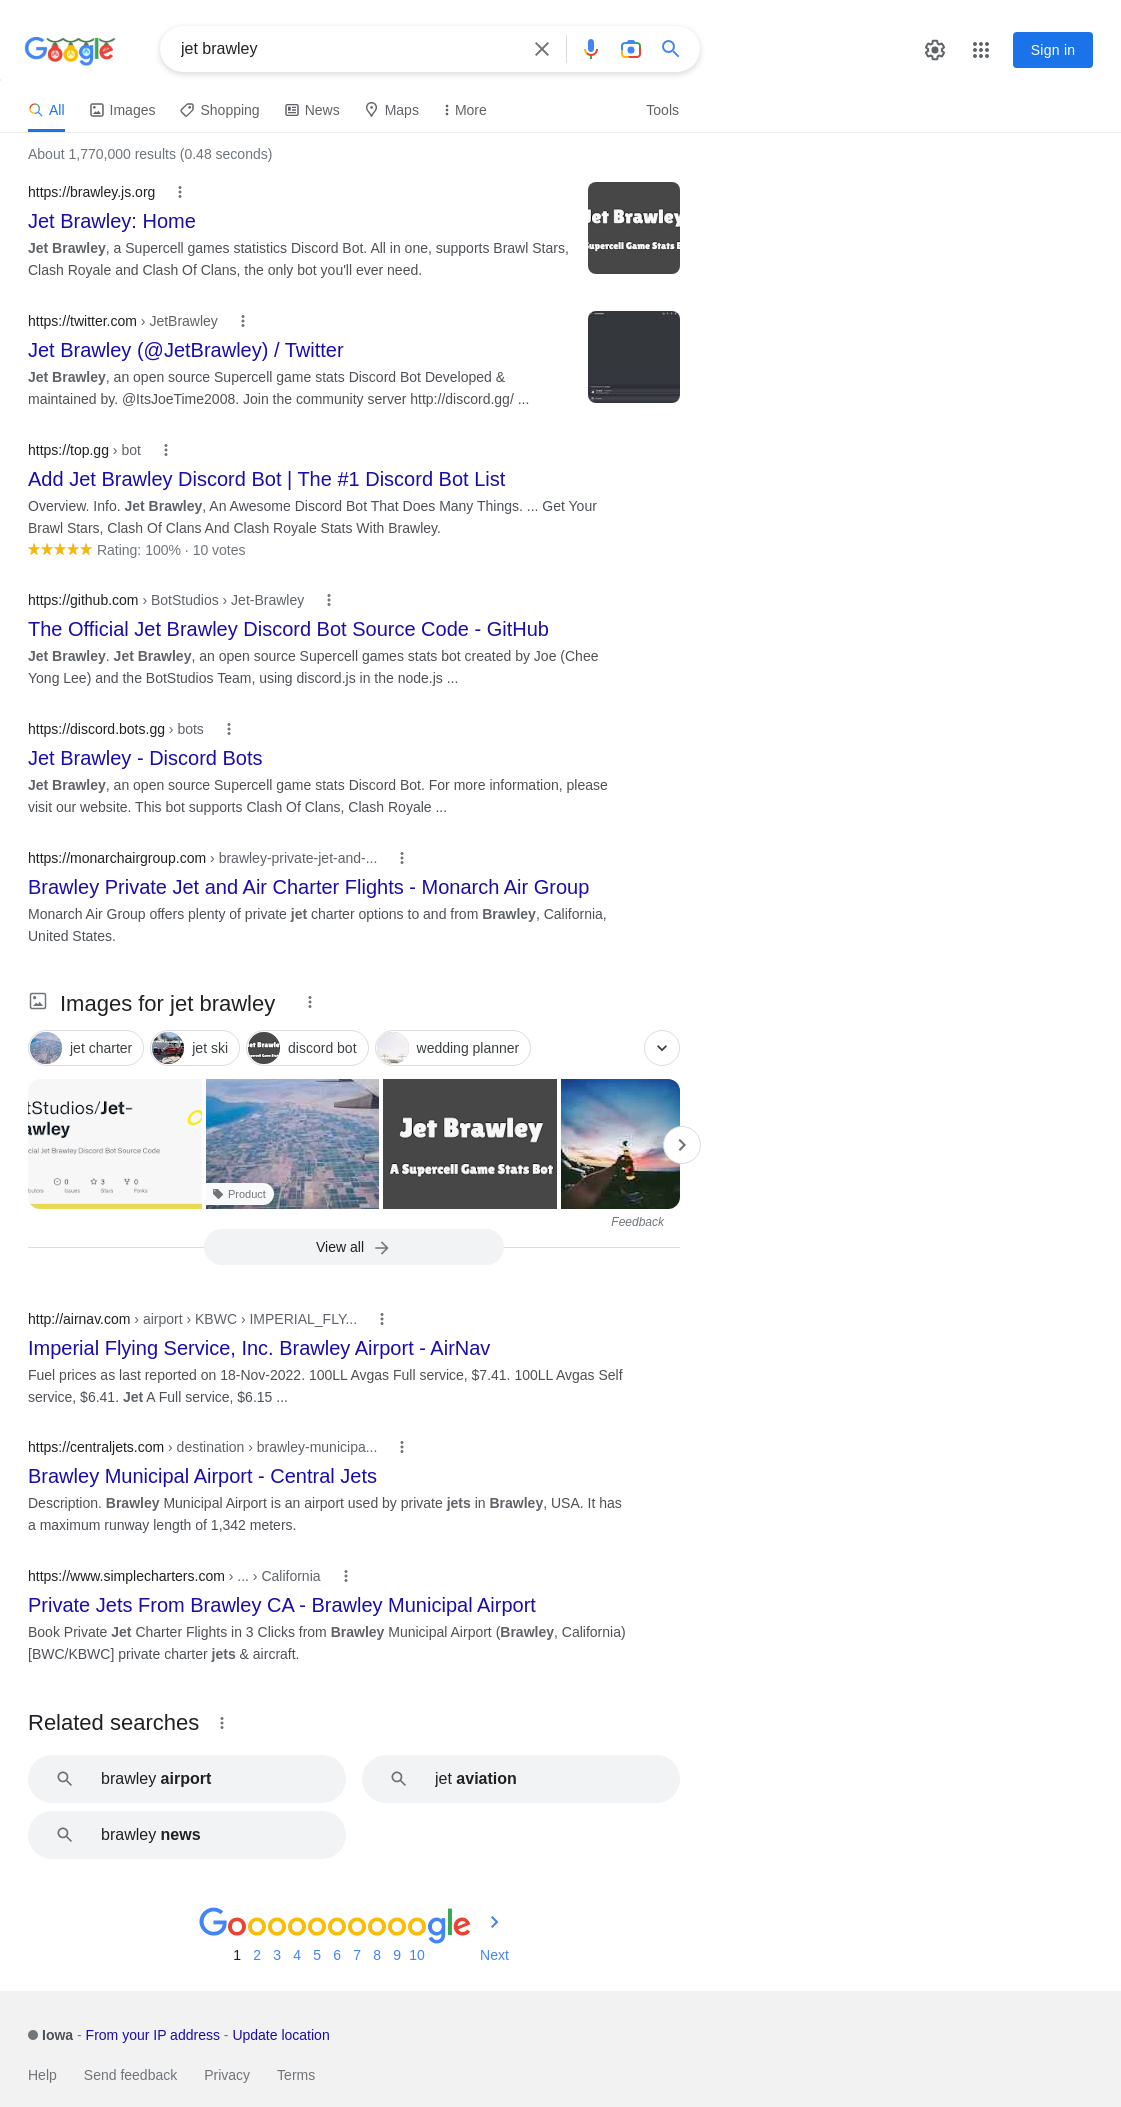 Google
jet brawley
Sign in
All
Images
Shopping
News
Maps
More
Tools
About 1,770,000 results (0.48 seconds)
https://brawley.js.org
Jet Brawley: Home
Jet Brawley, a Supercell games statistics Discord Bot. All in one, supports Brawl Stars,
Clash Royale and Clash Of Clans, the only bot you'll ever need.
Jet Brawley
Supercell Game Stats B
https://twitter.com › JetBrawley
Jet Brawley (@JetBrawley) / Twitter
Jet Brawley, an open source Supercell game stats Discord Bot Developed &
maintained by. @ItsJoeTime2008. Join the community server http://discord.gg/ ...
https://top.gg › bot
Add Jet Brawley Discord Bot | The #1 Discord Bot List
Overview. Info. Jet Brawley, An Awesome Discord Bot That Does Many Things. ... Get Your
Brawl Stars, Clash Of Clans And Clash Royale Stats With Brawley.
Rating: 100% · 10 votes
https://github.com › BotStudios › Jet-Brawley
The Official Jet Brawley Discord Bot Source Code - GitHub
Jet Brawley. Jet Brawley, an open source Supercell games stats bot created by Joe (Chee
Yong Lee) and the BotStudios Team, using discord.js in the node.js ...
https://discord.bots.gg › bots
Jet Brawley - Discord Bots
Jet Brawley, an open source Supercell game stats Discord Bot. For more information, please
visit our website. This bot supports Clash Of Clans, Clash Royale ...
https://monarchairgroup.com › brawley-private-jet-and-...
Brawley Private Jet and Air Charter Flights - Monarch Air Group
Monarch Air Group offers plenty of private jet charter options to and from Brawley, California,
United States.
Images for jet brawley
jet charter
jet ski
discord bot
wedding planner
tStudios/Jet-
awley
cial Jet Brawley Discord Bot Source Code
0
3
0
butors
Issues
Stars
Forks
Product
Jet Brawley
A Supercell Game Stats Bot
Feedback
View all
http://airnav.com › airport › KBWC › IMPERIAL_FLY...
Imperial Flying Service, Inc. Brawley Airport - AirNav
Fuel prices as last reported on 18-Nov-2022. 100LL Avgas Full service, $7.41. 100LL Avgas Self
service, $6.41. Jet A Full service, $6.15 ...
https://centraljets.com › destination › brawley-municipa...
Brawley Municipal Airport - Central Jets
Description. Brawley Municipal Airport is an airport used by private jets in Brawley, USA. It has
a maximum runway length of 1,342 meters.
https://www.simplecharters.com › ... › California
Private Jets From Brawley CA - Brawley Municipal Airport
Book Private Jet Charter Flights in 3 Clicks from Brawley Municipal Airport (Brawley, California)
[BWC/KBWC] private charter jets & aircraft.
Related searches
brawley airport
jet aviation
brawley news
Goooooooooogle
1 2 3 4 5 6 7 8 9 10 Next
Iowa - From your IP address - Update location
Help
Send feedback
Privacy
Terms